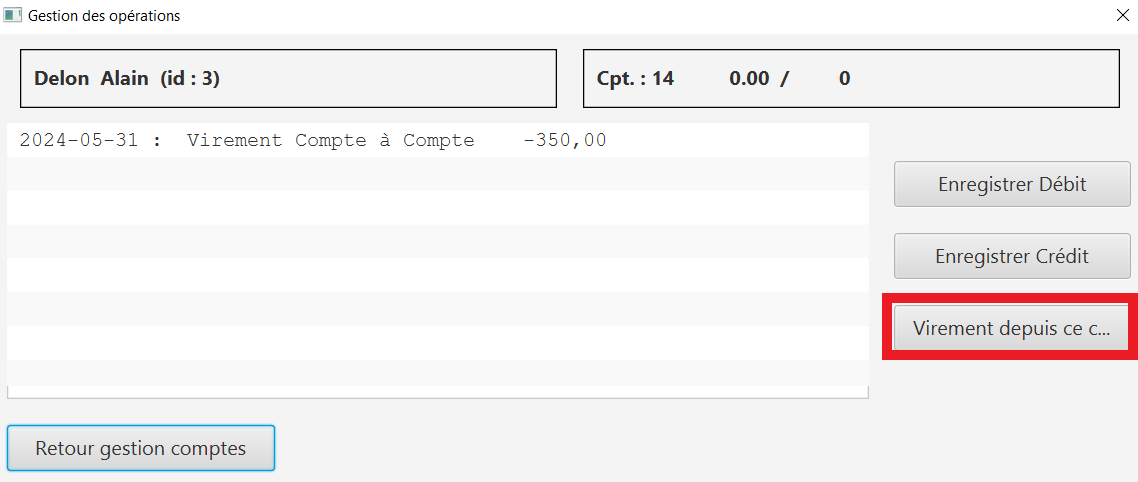 Gestion des opérations
Delon Alain (id : 3)
Cpt. : 14 0.00 / 0
2024-05-31 : Virement Compte à Compte -350,00
Enregistrer Débit
Enregistrer Crédit
Virement depuis ce c...
Retour gestion comptes